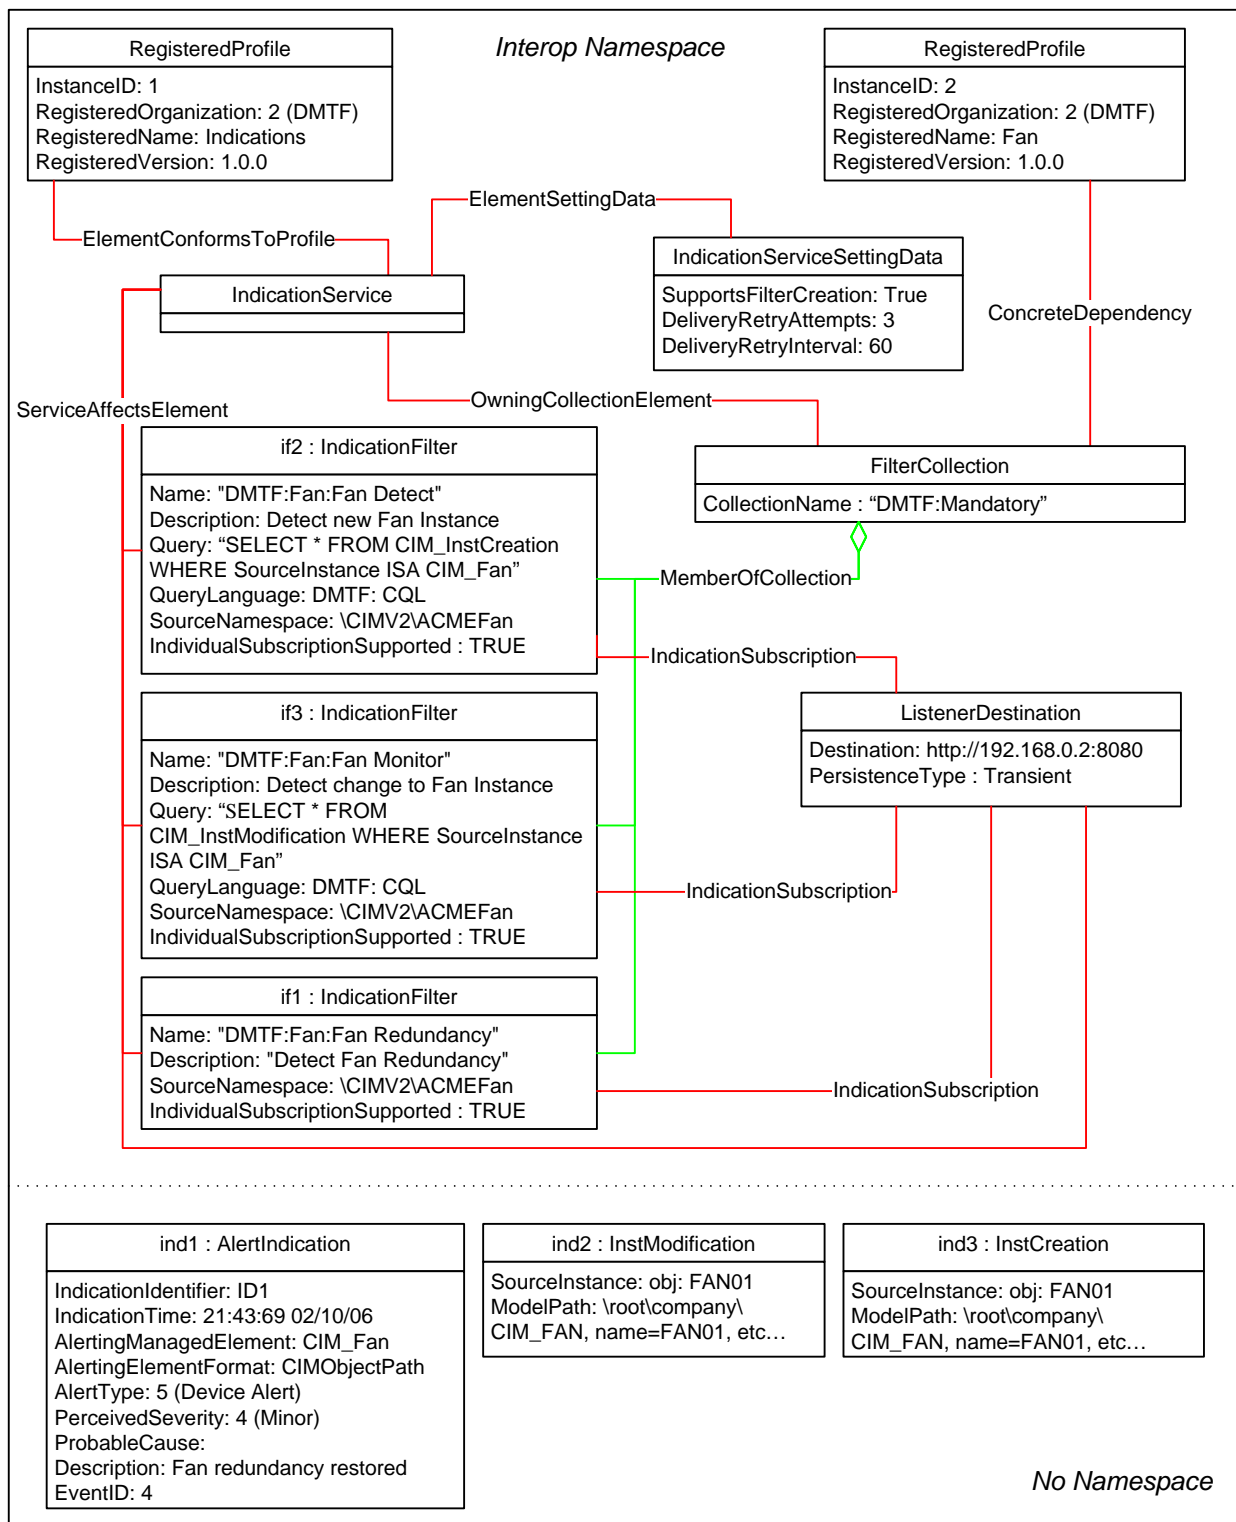 Interop Namespace
RegisteredProfile
InstanceID: 1
RegisteredOrganization: 2 (DMTF)
RegisteredName: Indications
RegisteredVersion: 1.0.0
RegisteredProfile
InstanceID: 2
RegisteredOrganization: 2 (DMTF)
RegisteredName: Fan
RegisteredVersion: 1.0.0
ElementSettingData
ElementConformsToProfile
IndicationService
IndicationServiceSettingData
SupportsFilterCreation: True
DeliveryRetryAttempts: 3
DeliveryRetryInterval: 60
ConcreteDependency
ServiceAffectsElement
OwningCollectionElement
if2 : IndicationFilter
Name: "DMTF:Fan:Fan Detect"
Description: Detect new Fan Instance
Query: “SELECT * FROM CIM_InstCreation
WHERE SourceInstance ISA CIM_Fan”
QueryLanguage: DMTF: CQL
SourceNamespace: \CIMV2\ACMEFan
IndividualSubscriptionSupported : TRUE
FilterCollection
CollectionName : “DMTF:Mandatory”
MemberOfCollection
IndicationSubscription
if3 : IndicationFilter
Name: "DMTF:Fan:Fan Monitor"
Description: Detect change to Fan Instance
Query: “SELECT * FROM
CIM_InstModification WHERE SourceInstance
ISA CIM_Fan”
QueryLanguage: DMTF: CQL
SourceNamespace: \CIMV2\ACMEFan
IndividualSubscriptionSupported : TRUE
ListenerDestination
Destination: http://192.168.0.2:8080
PersistenceType : Transient
IndicationSubscription
if1 : IndicationFilter
Name: "DMTF:Fan:Fan Redundancy"
Description: "Detect Fan Redundancy"
SourceNamespace: \CIMV2\ACMEFan
IndividualSubscriptionSupported : TRUE
IndicationSubscription
ind1 : AlertIndication
IndicationIdentifier: ID1
IndicationTime: 21:43:69 02/10/06
AlertingManagedElement: CIM_Fan
AlertingElementFormat: CIMObjectPath
AlertType: 5 (Device Alert)
PerceivedSeverity: 4 (Minor)
ProbableCause:
Description: Fan redundancy restored
EventID: 4
ind2 : InstModification
SourceInstance: obj: FAN01
ModelPath: \root\company\
CIM_FAN, name=FAN01, etc…
ind3 : InstCreation
SourceInstance: obj: FAN01
ModelPath: \root\company\
CIM_FAN, name=FAN01, etc…
No Namespace